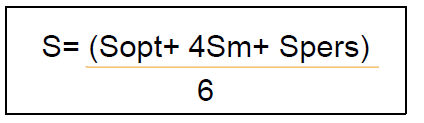 S= (Sopt+ 4Sm+ Spers)
6